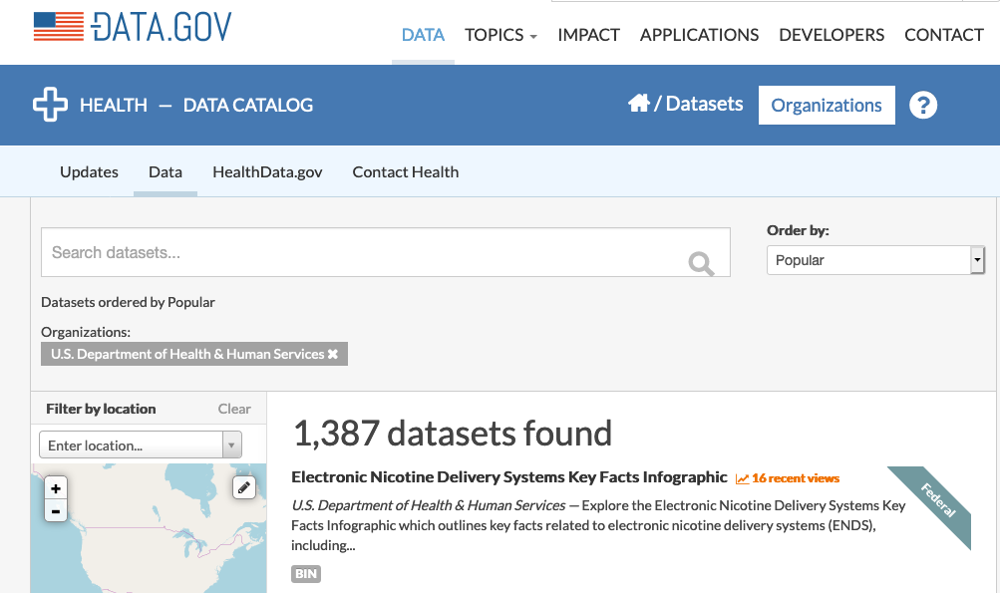 DATA.GOV
DATA TOPICS IMPACT APPLICATIONS DEVELOPERS CONTACT
HEALTH — DATA CATALOG
/ Datasets Organizations ?
Updates Data HealthData.gov Contact Health
Order by:
Search datasets...
Popular
Datasets ordered by Popular
Organizations:
U.S. Department of Health & Human Services ✖
Filter by location Clear
1,387 datasets found
Enter location...
Electronic Nicotine Delivery Systems Key Facts Infographic 16 recent views
Federal
+
-
U.S. Department of Health & Human Services — Explore the Electronic Nicotine Delivery Systems Key
Facts Infographic which outlines key facts related to electronic nicotine delivery systems (ENDS),
including...
BIN